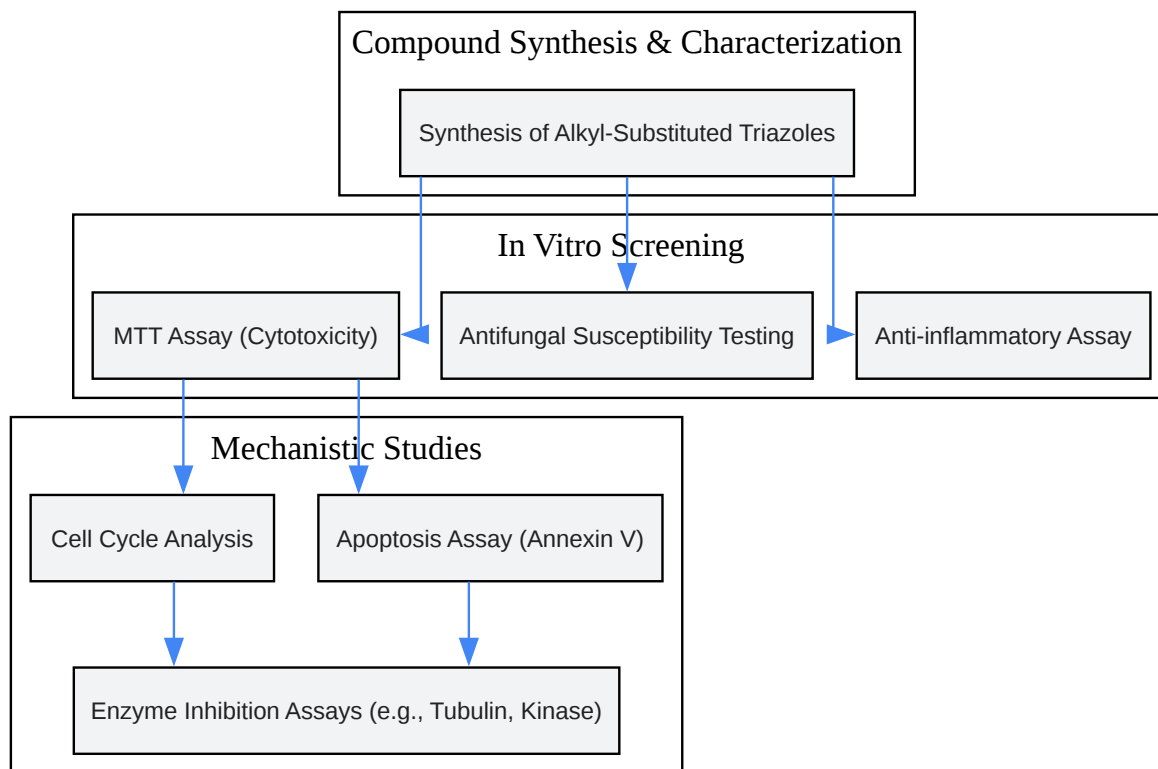 Compound Synthesis & Characterization
Synthesis of Alkyl-Substituted Triazoles
In Vitro Screening
MTT Assay (Cytotoxicity)
Antifungal Susceptibility Testing
Anti-inflammatory Assay
Mechanistic Studies
Cell Cycle Analysis
Apoptosis Assay (Annexin V)
Enzyme Inhibition Assays (e.g., Tubulin, Kinase)